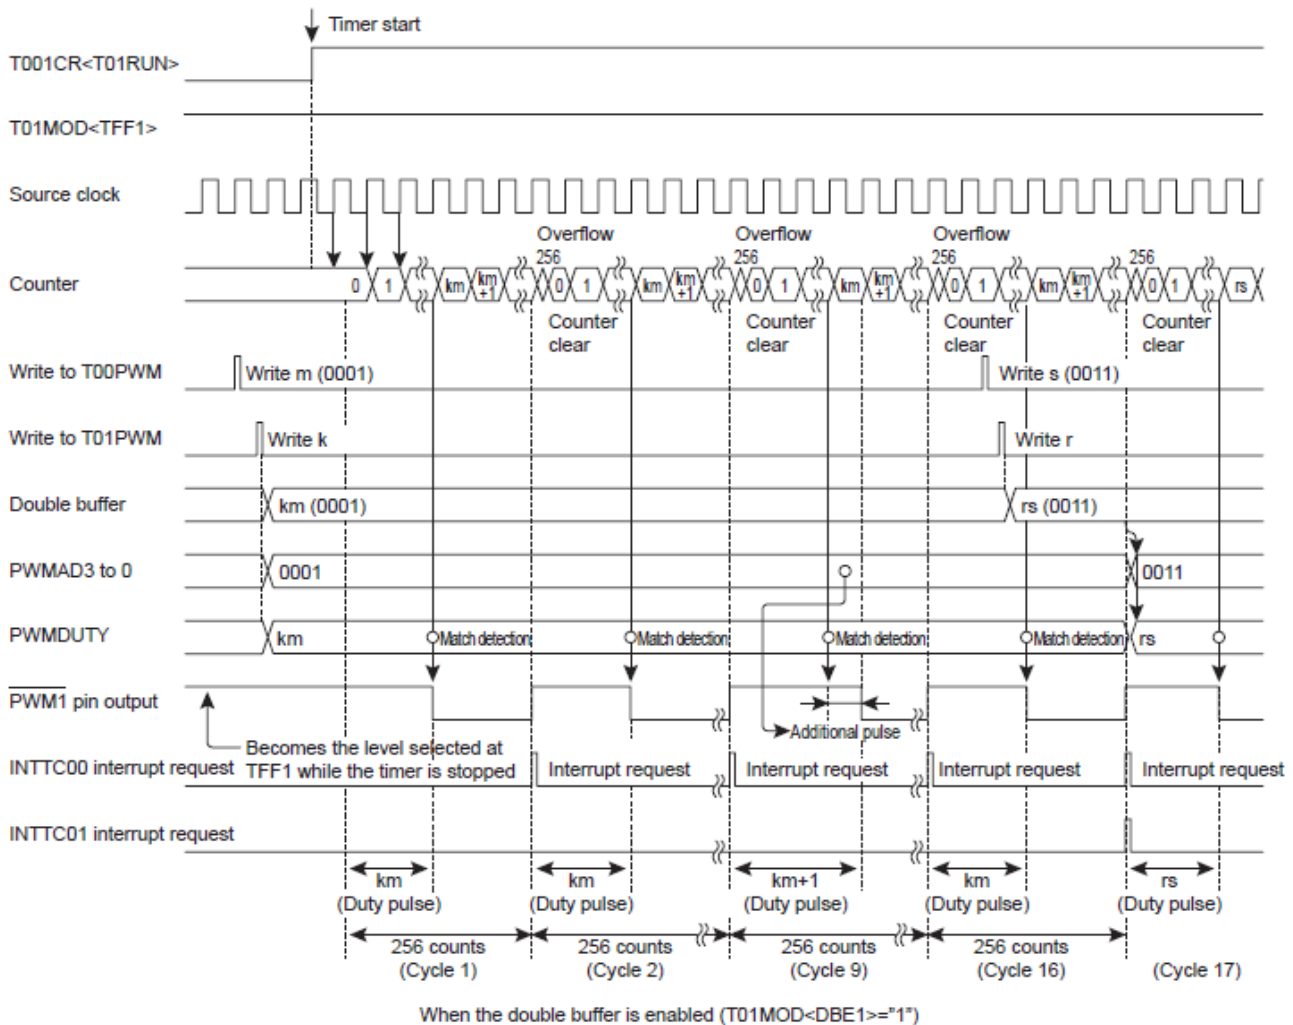 Timer start
T001CR<T01RUN>
T01MOD<TFF1>
Source clock
Overflow Overflow Overflow
256 256 256 256
Counter 0 1 km km+1 0 1 km km+1 0 1 km km+1 0 1 km km+1 0 1 rs
Counter clear Counter clear Counter clear Counter clear
Write to T00PWM Write m (0001) Write s (0011)
Write to T01PWM Write k Write r
Double buffer km (0001) rs (0011)
PWMAD3 to 0 0001 0011
PWMDUTY km Match detection Match detection Match detection Match detection rs
PWM1 pin output
Additional pulse
Becomes the level selected at
TFF1 while the timer is stopped
INTTC00 interrupt request Interrupt request Interrupt request Interrupt request Interrupt request
INTTC01 interrupt request
km km km+1 km rs
(Duty pulse) (Duty pulse) (Duty pulse) (Duty pulse) (Duty pulse)
256 counts 256 counts 256 counts 256 counts
(Cycle 1) (Cycle 2) (Cycle 9) (Cycle 16) (Cycle 17)
When the double buffer is enabled (T01MOD<DBE1>="1")